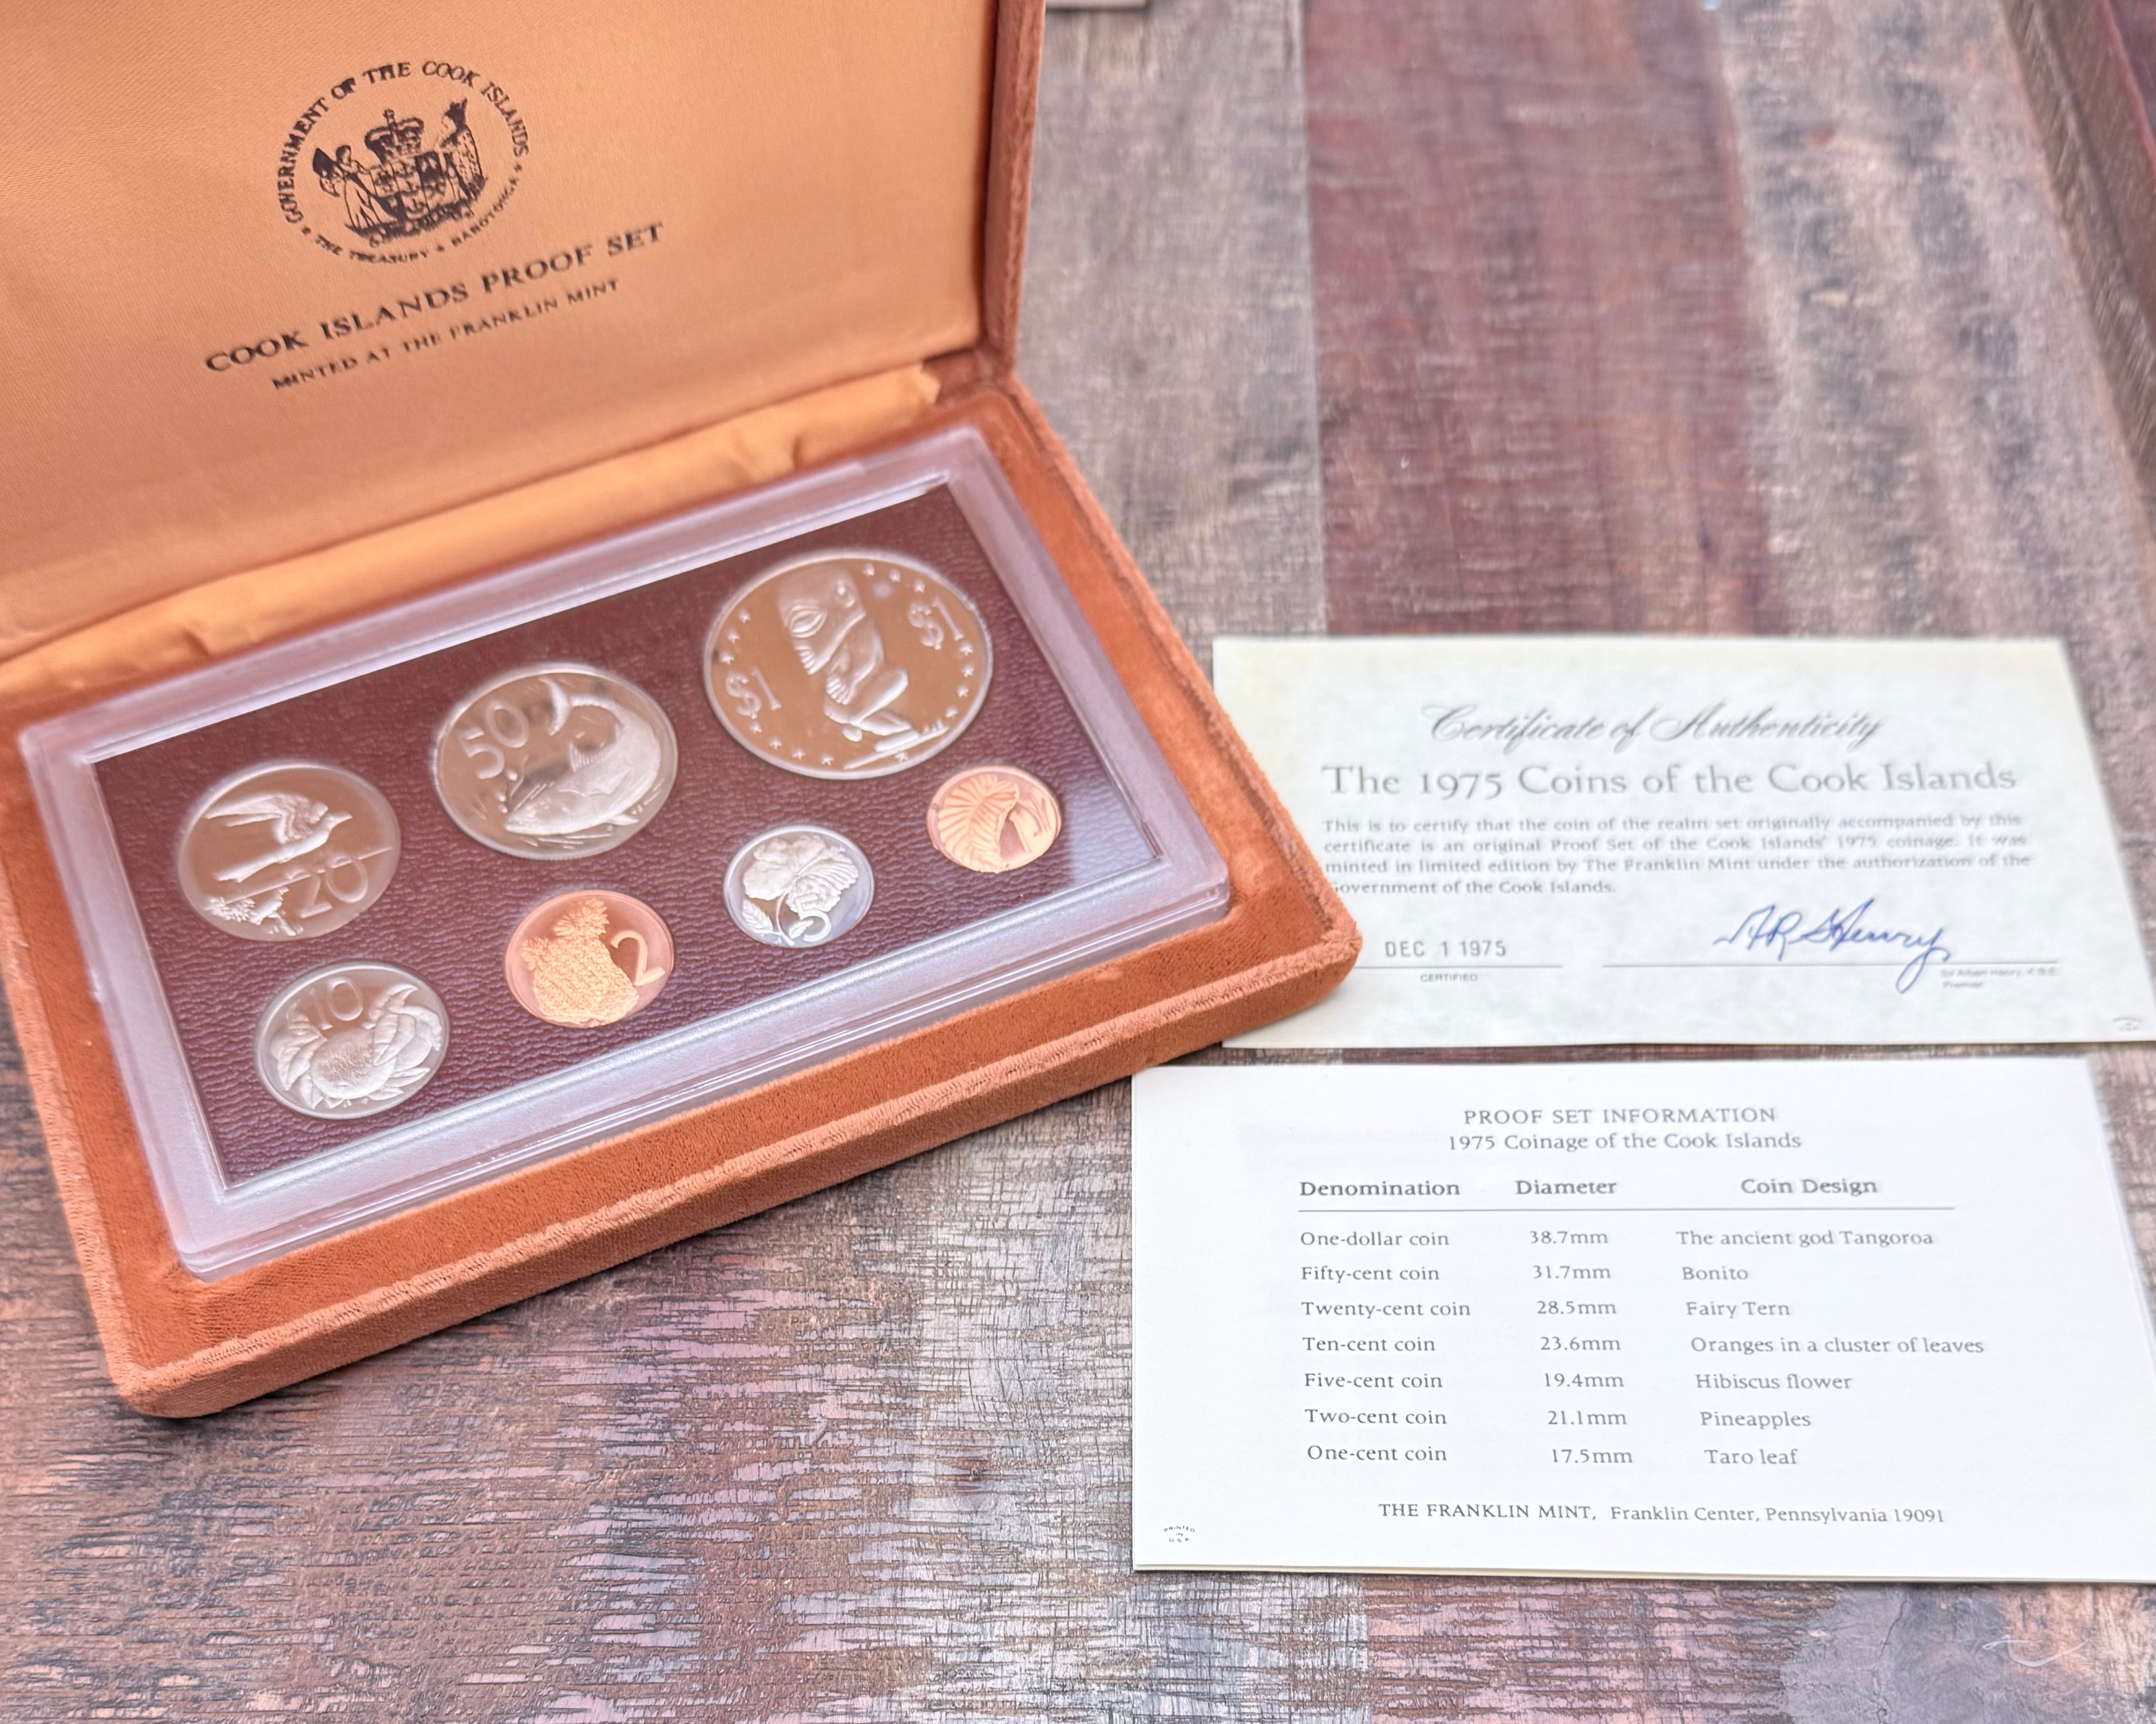 GOVERNMENT OF THE COOK ISLANDS
* THE TREASURY * RAROTONGA *
COOK ISLANDS PROOF SET
MINTED AT THE FRANKLIN MINT
$1
$1
50
20
2
10
Certificate of Authenticity
The 1975 Coins of the Cook Islands
This is to certify that the coin of the realm set originally accompanied by this
certificate is an original Proof Set of the Cook Islands' 1975 coinage. It was
minted in limited edition by The Franklin Mint under the authorization of the
Government of the Cook Islands.
DEC 1 1975
CERTIFIED
Sir Albert Henry, K.B.E.
Premier
PROOF SET INFORMATION
1975 Coinage of the Cook Islands
Denomination Diameter Coin Design
One-dollar coin 38.7mm The ancient god Tangoroa
Fifty-cent coin 31.7mm Bonito
Twenty-cent coin 28.5mm Fairy Tern
Ten-cent coin 23.6mm Oranges in a cluster of leaves
Five-cent coin 19.4mm Hibiscus flower
Two-cent coin 21.1mm Pineapples
One-cent coin 17.5mm Taro leaf
THE FRANKLIN MINT, Franklin Center, Pennsylvania 19091
PRINTED
IN
U.S.A.